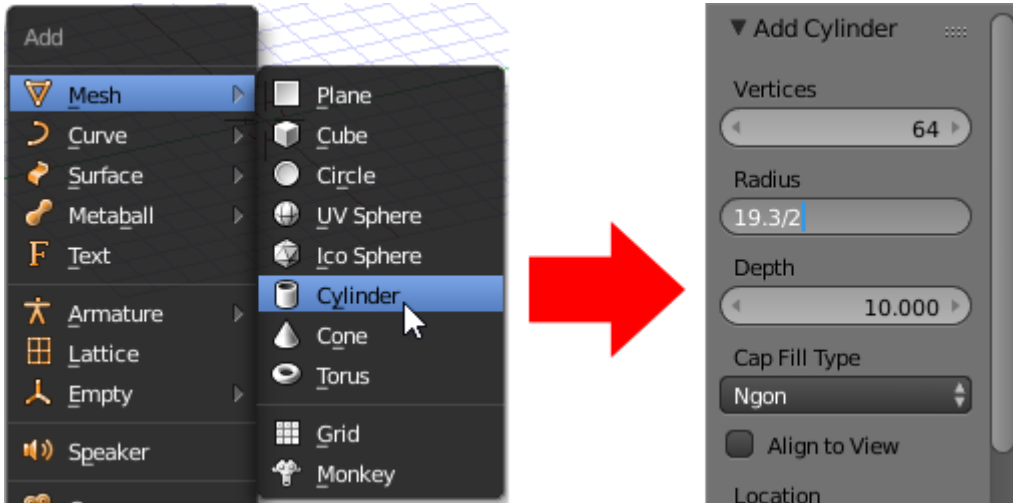 Add
Mesh
Curve
Surface
Metaball
Text
Armature
Lattice
Empty
Speaker
Plane
Cube
Circle
UV Sphere
Ico Sphere
Cylinder
Cone
Torus
Grid
Monkey
Add Cylinder
Vertices
64
Radius
19.3/2
Depth
10.000
Cap Fill Type
Ngon
Align to View
Location